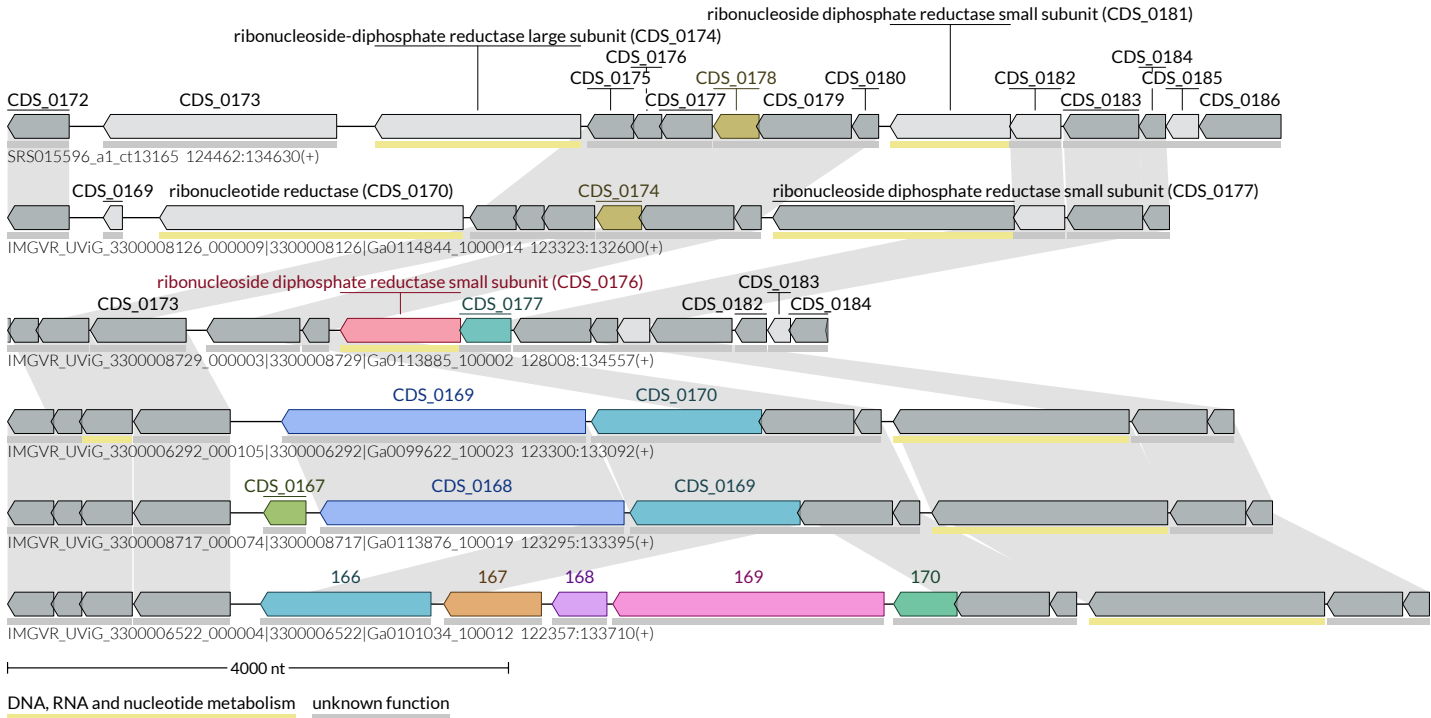 ribonucleoside diphosphate reductase small subunit (CDS_0181)
ribonucleoside-diphosphate reductase large subunit (CDS_0174)
CDS_0176 CDS_0184
CDS_0175 CDS_0178 CDS_0180 CDS_0182 CDS_0185
CDS_0172 CDS_0173 CDS_0177 CDS_0179 CDS_0183 CDS_0186
SRS015596_a1_ct13165 124462:134630(+)
CDS_0169 ribonucleotide reductase (CDS_0170) CDS_0174 ribonucleoside diphosphate reductase small subunit (CDS_0177)
IMGVR_UViG_3300008126_000009|3300008126|Ga0114844_1000014 123323:132600(+)
ribonucleoside diphosphate reductase small subunit (CDS_0176) CDS_0183
CDS_0173 CDS_0177 CDS_0182 CDS_0184
IMGVR_UViG_3300008729_000003|3300008729|Ga0113885_100002 128008:134557(+)
CDS_0169 CDS_0170
IMGVR_UViG_3300006292_000105|3300006292|Ga0099622_100023 123300:133092(+)
CDS_0167 CDS_0168 CDS_0169
IMGVR_UViG_3300008717_000074|3300008717|Ga0113876_100019 123295:133395(+)
166 167 168 169 170
IMGVR_UViG_3300006522_000004|3300006522|Ga0101034_100012 122357:133710(+)
4000 nt
DNA, RNA and nucleotide metabolism unknown function